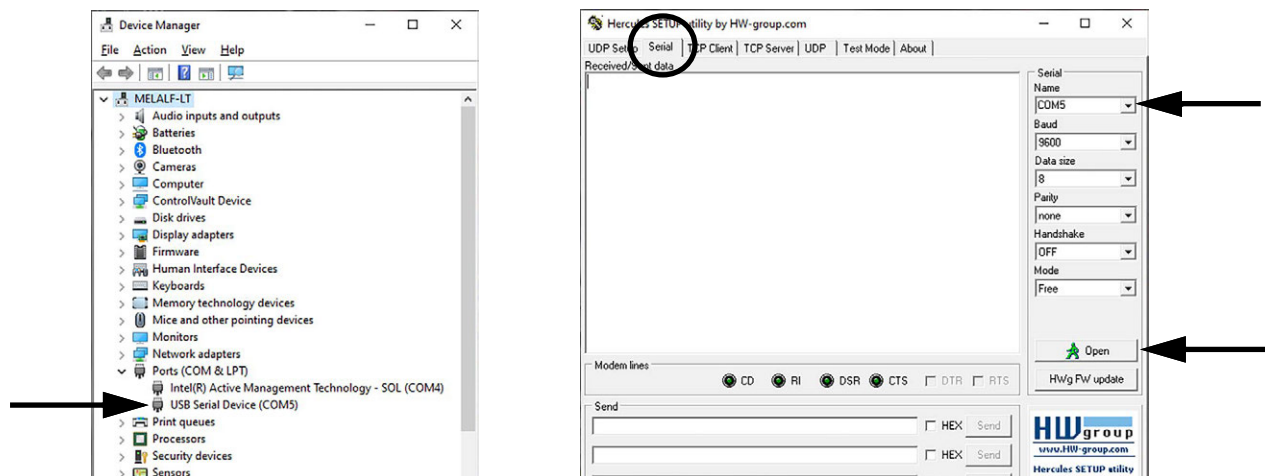 Device Manager
File Action View Help
MELALF-LT
Audio inputs and outputs
Batteries
Bluetooth
Cameras
Computer
ControlVault Device
Disk drives
Display adapters
Firmware
Human Interface Devices
Keyboards
Memory technology devices
Mice and other pointing devices
Monitors
Network adapters
Ports (COM & LPT)
Intel(R) Active Management Technology - SOL (COM4)
USB Serial Device (COM5)
Print queues
Processors
Security devices
Sensors
Hercules SETUP utility by HW-group.com
UDP Setup Serial TCP Client TCP Server UDP Test Mode About
Received/Sent data
Serial
Name
COM5
Baud
9600
Data size
8
Parity
none
Handshake
OFF
Mode
Free
Open
HWg FW update
Modem lines
CD RI DSR CTS DTR RTS
Send
HEX Send
HEX Send
HWgroup
www.HW-group.com
Hercules SETUP utility